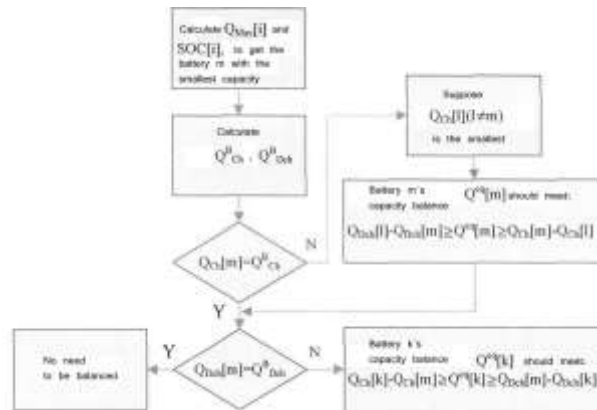 Calculate Q_Max[i] and
SOC[i], to get the
battery m with the
smallest capacity
Calculate
Q^B_Ch , Q^B_Dch
Q_Ch[m]=Q^B_Ch
N
Y
Suppose
Q_Ch[l](l≠m)
is the smallest
Battery m's
capacity balance Q^eq[m] should meet:
Q_Dch[l]-Q_Dch[m]≥Q^eq[m]≥Q_Ch[m]-Q_Ch[l]
Q_Dch[m]=Q^B_Dch
Y
N
No need
to be balanced
Battery k's
capacity balance Q^eq[k] should meet:
Q_Ch[k]-Q_Ch[m]≥Q^eq[k]≥Q_Dch[m]-Q_Dch[k]